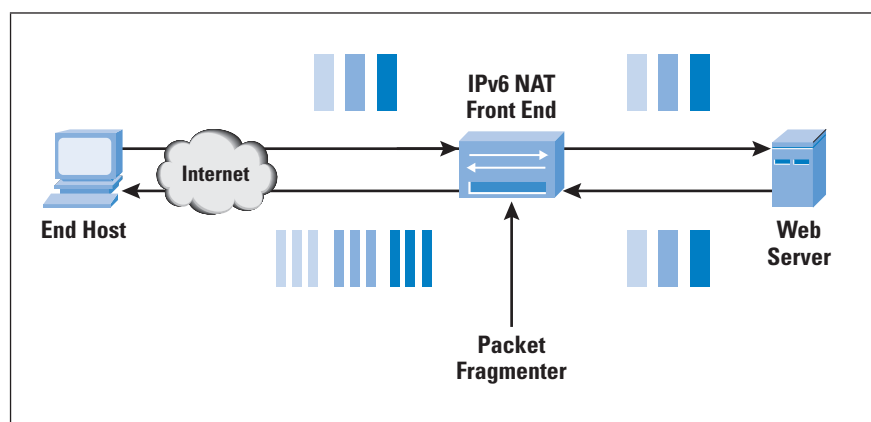 IPv6 NAT
Front End
Internet
End Host
Web
Server
Packet
Fragmenter